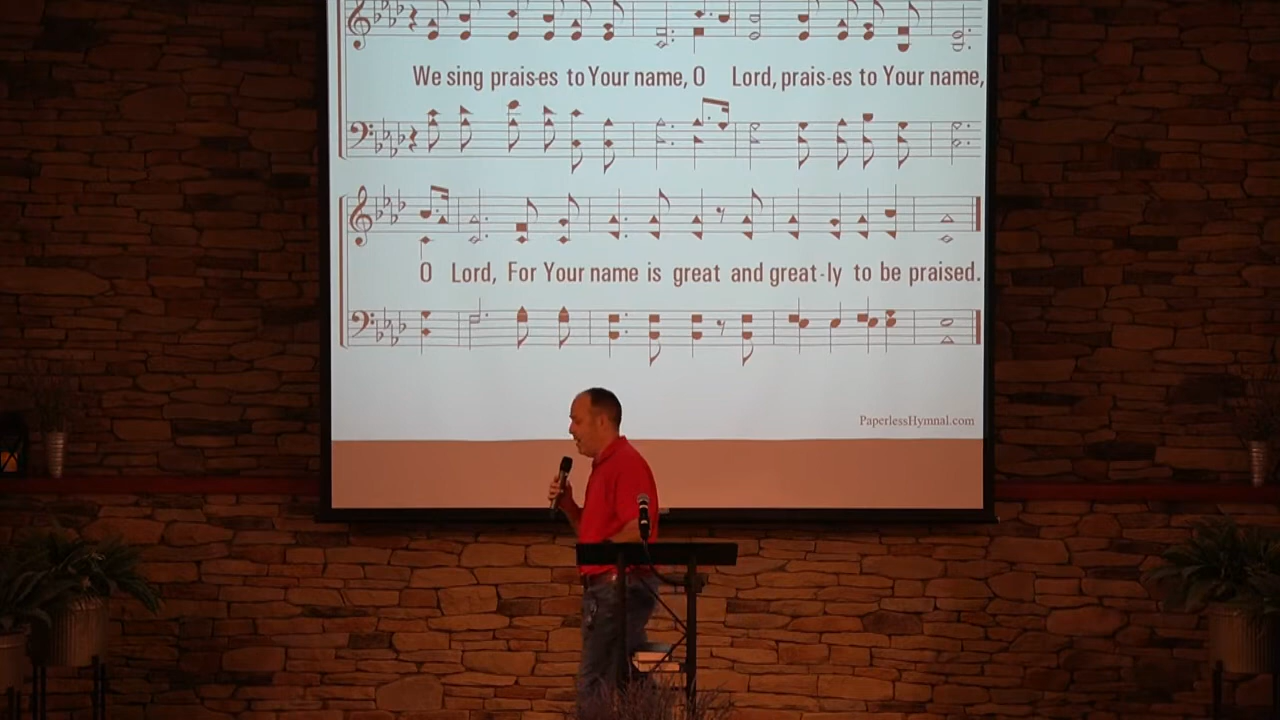 We sing prais-es to Your name, O Lord, prais-es to Your name,
O Lord, For Your name is great and great-ly to be praised.
PaperlessHymnal.com